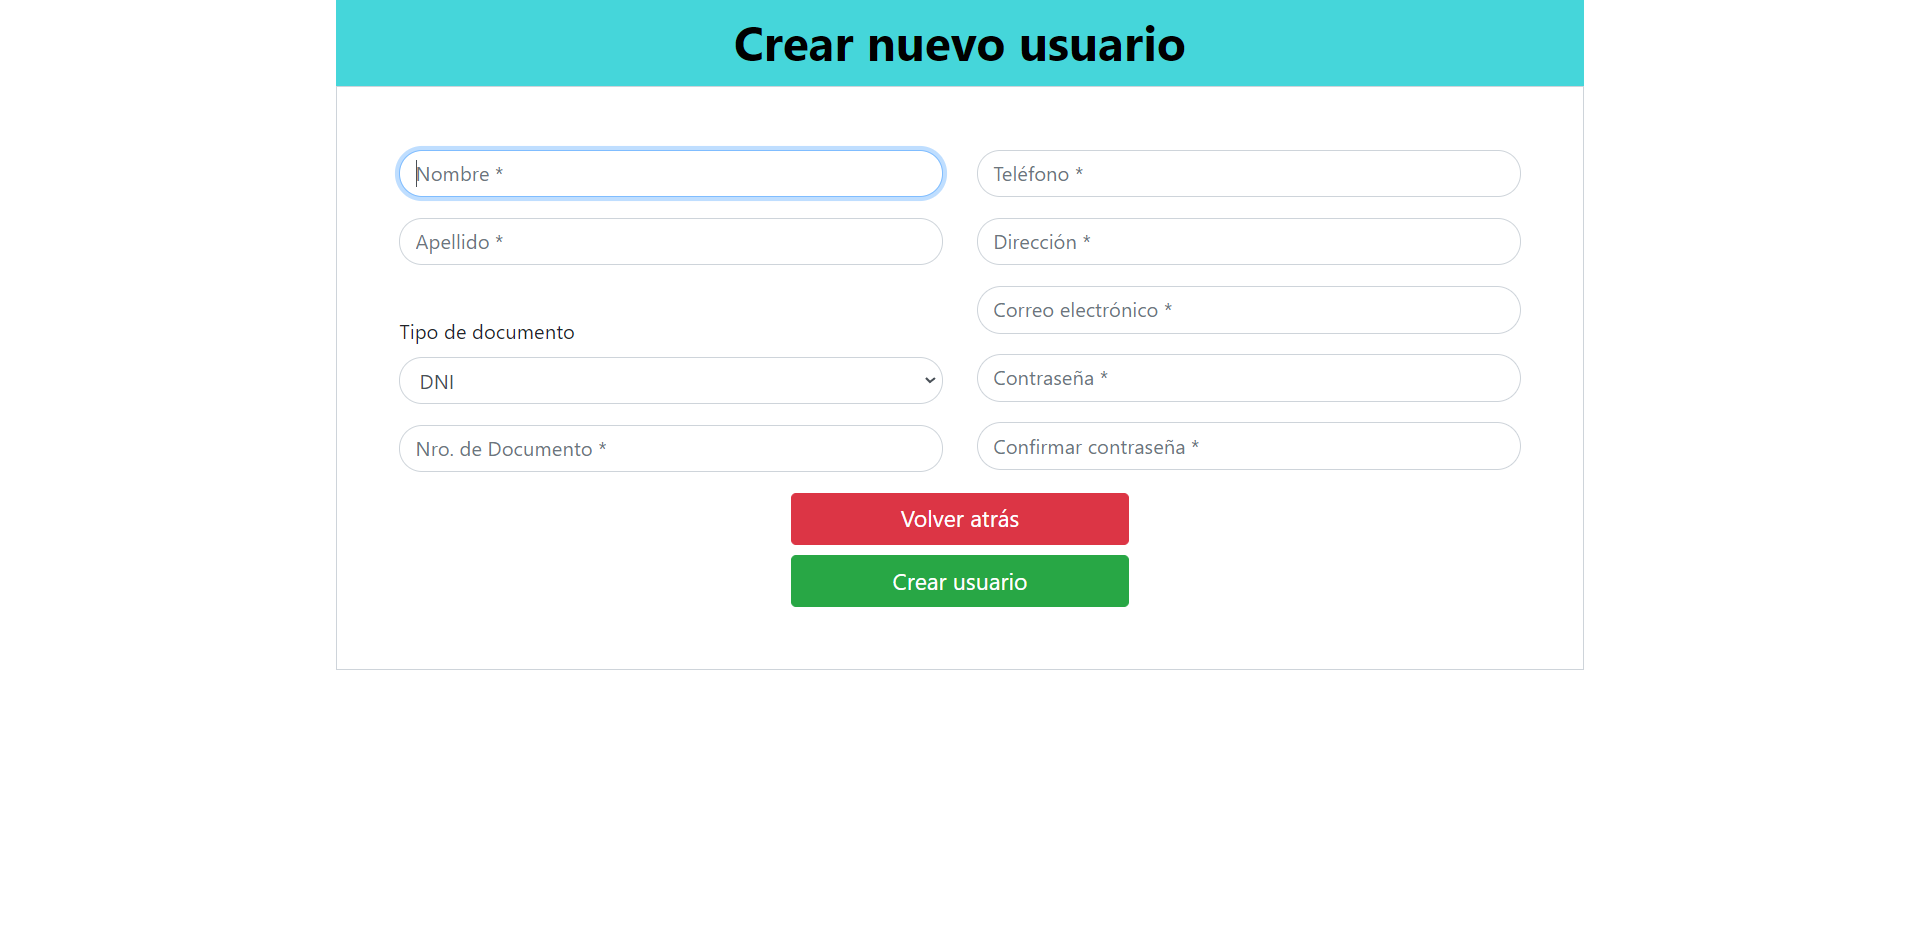 Crear nuevo usuario
Nombre *
Apellido *
Tipo de documento
DNI
Nro. de Documento *
Teléfono *
Dirección *
Correo electrónico *
Contraseña *
Confirmar contraseña *
Volver atrás
Crear usuario